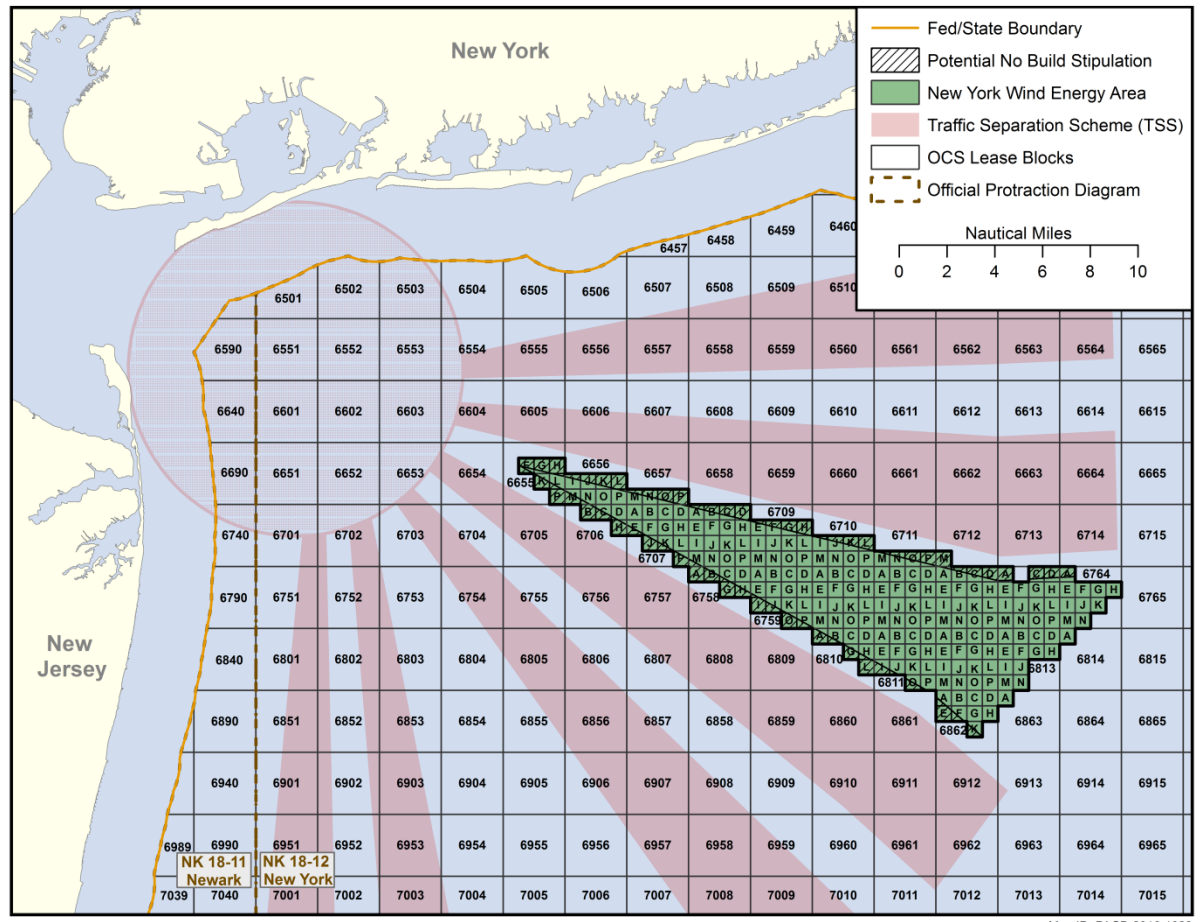 New York
Fed/State Boundary
Potential No Build Stipulation
New York Wind Energy Area
Traffic Separation Scheme (TSS)
OCS Lease Blocks
Official Protraction Diagram
Nautical Miles
0 2 4 6 8 10
6457 6458 6459 6460
6501 6502 6503 6504 6505 6506 6507 6508 6509 6510
6590 6551 6552 6553 6554 6555 6556 6557 6558 6559 6560 6561 6562 6563 6564 6565
6640 6601 6602 6603 6604 6605 6606 6607 6608 6609 6610 6611 6612 6613 6614 6615
6690 6651 6652 6653 6654 6655 6656 6657 6658 6659 6660 6661 6662 6663 6664 6665
F G H
K L I J K L
P M N O P M N O P
6740 6701 6702 6703 6704 6705 6706 6707 6709 6710 6711 6712 6713 6714 6715
B C D A B C D A B C D
H E F G H E F G H E F G H
J K L I J K L I J K L I J K L
P M N O P M N O P M N O P M N O P M
6790 6751 6752 6753 6754 6755 6756 6757 6758 6759 6764 6765
A B C D A B C D A B C D A B C D A B C D A C D A
G H E F G H E F G H E F G H E F G H E F G H E F G H
I J K L I J K L I J K L I J K L I J K L I J K
O P M N O P M N O P M N O P M N O P M N
6840 6801 6802 6803 6804 6805 6806 6807 6808 6809 6810 6811 6813 6814 6815
A B C D A B C D A B C D A B C D A
G H E F G H E F G H E F G H
L I J K L I J K L I J
O P M N O P M N
6890 6851 6852 6853 6854 6855 6856 6857 6858 6859 6860 6861 6862 6863 6864 6865
A B C D A
E F G H
K
6940 6901 6902 6903 6904 6905 6906 6907 6908 6909 6910 6911 6912 6913 6914 6915
6989 6990 6951 6952 6953 6954 6955 6956 6957 6958 6959 6960 6961 6962 6963 6964 6965
7039 7040 7001 7002 7003 7004 7005 7006 7007 7008 7009 7010 7011 7012 7013 7014 7015
New
Jersey
NK 18-11
Newark
NK 18-12
New York